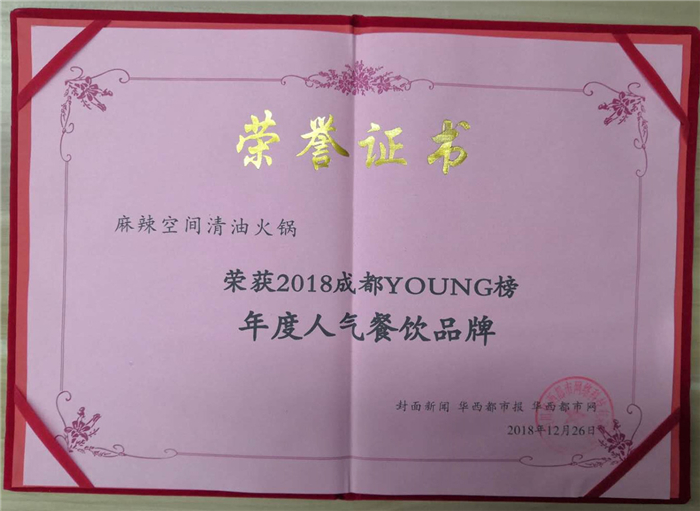 荣誉证书
麻辣空间清油火锅
荣获2018成都YOUNG榜
年度人气餐饮品牌
封面新闻 华西都市报 华西都市网
2018年12月26日